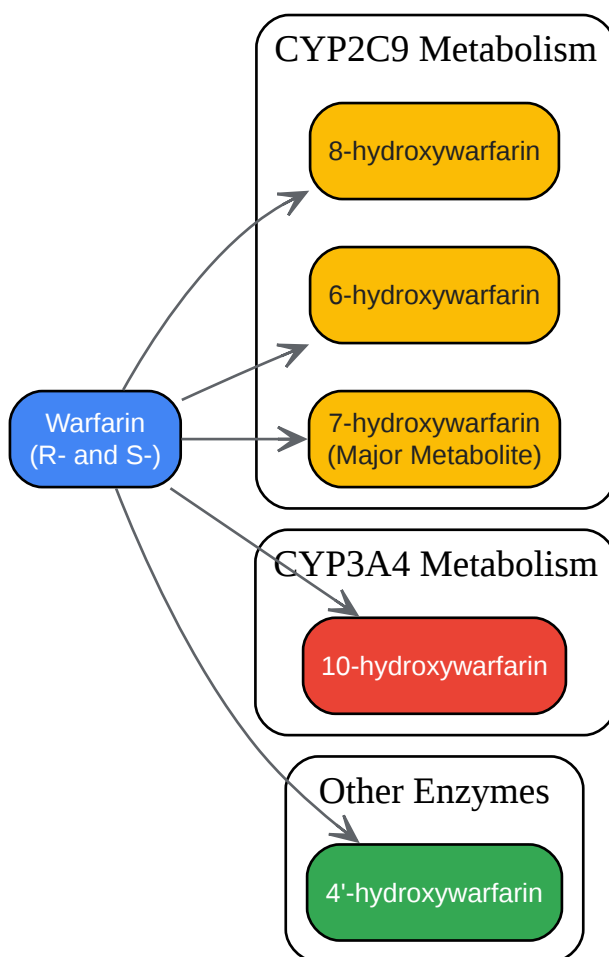 CYP2C9 Metabolism
8-hydroxywarfarin
6-hydroxywarfarin
7-hydroxywarfarin
(Major Metabolite)
Warfarin
(R- and S-)
CYP3A4 Metabolism
10-hydroxywarfarin
Other Enzymes
4'-hydroxywarfarin